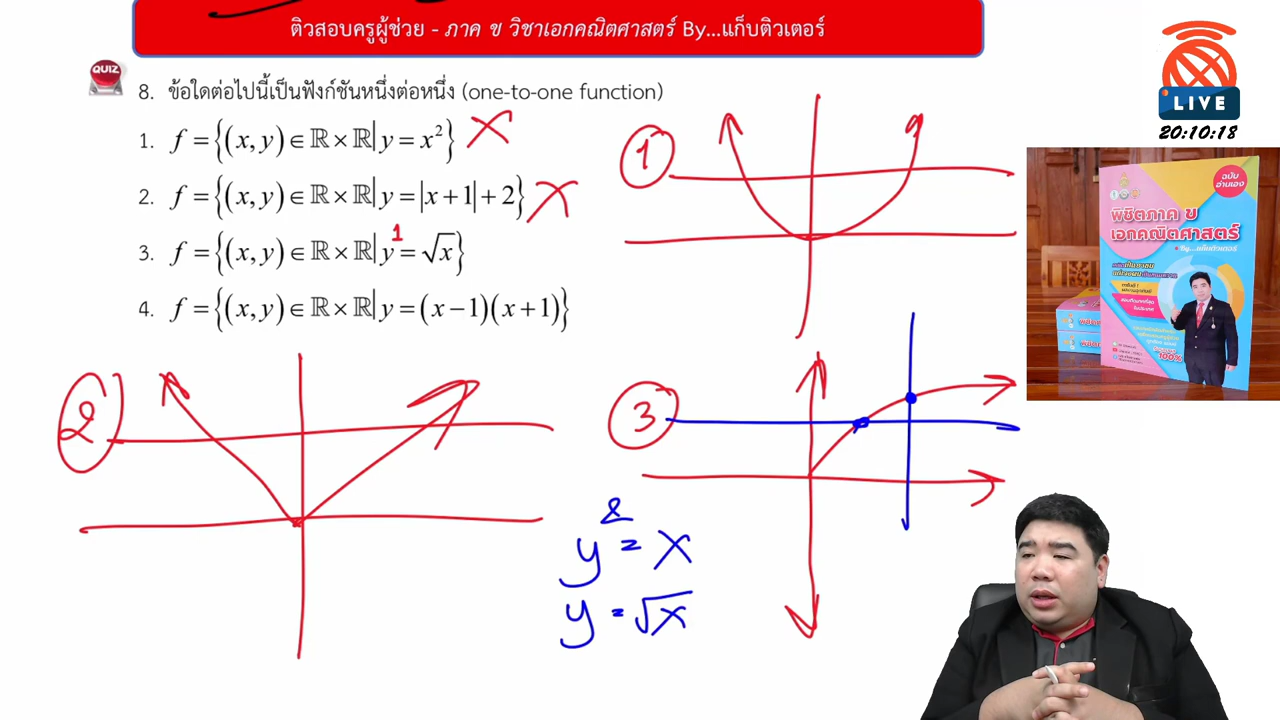 ติวสอบครูผู้ช่วย - ภาค ข วิชาเอกคณิตศาสตร์ By...แก็บติวเตอร์
QUIZ
8. ข้อใดต่อไปนี้เป็นฟังก์ชันหนึ่งต่อหนึ่ง (one-to-one function)
1. f = {(x, y) ∈ ℝ × ℝ | y = x²} X
2. f = {(x, y) ∈ ℝ × ℝ | y = |x + 1| + 2} X
3. f = {(x, y) ∈ ℝ × ℝ | y¹ = √x}
4. f = {(x, y) ∈ ℝ × ℝ | y = (x − 1)(x + 1)}
1
2
3
y² = x
y = √x
LIVE
20:10:18
ฉบับ
อ่านเอง
พิชิตภาค ข
เอกคณิตศาสตร์
100%